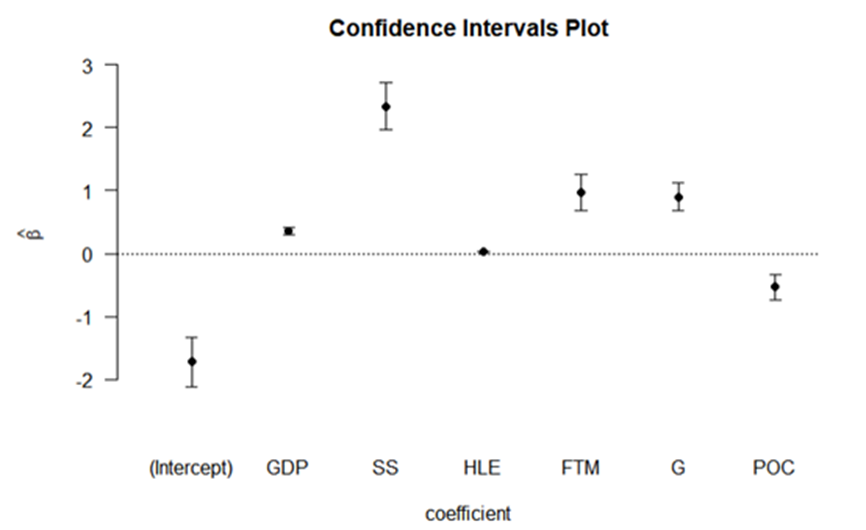 Confidence Intervals Plot
3
2
1
0
-1
-2
β̂
(Intercept) GDP SS HLE FTM G POC
coefficient